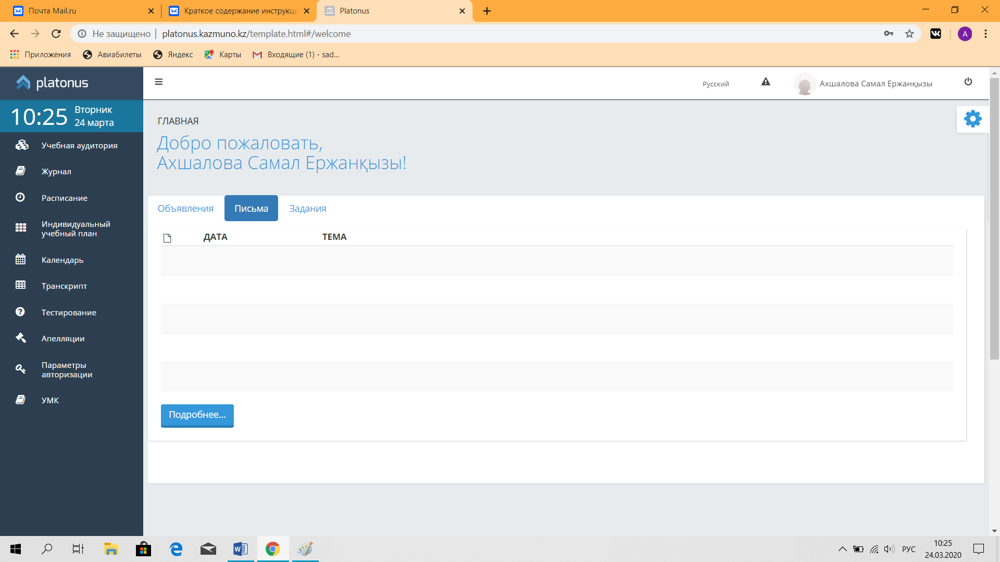 Почта Mail.ru
Краткое содержание инструкци
Platonus
Не защищено
platonus.kazmuno.kz/template.html#/welcome
A
Приложения
Авиабилеты
Яндекс
Карты
Входящие (1) - sad...
platonus
Русский
Ахшалова Самал Ержанқызы
10:25
Вторник
24 марта
Учебная аудитория
Журнал
Расписание
Индивидуальный
учебный план
Календарь
Транскрипт
Тестирование
Апелляции
Параметры
авторизации
УМК
ГЛАВНАЯ
Добро пожаловать,
Ахшалова Самал Ержанқызы!
Объявления
Письма
Задания
ДАТА
ТЕМА
Подробнее...
РУС
10:25
24.03.2020